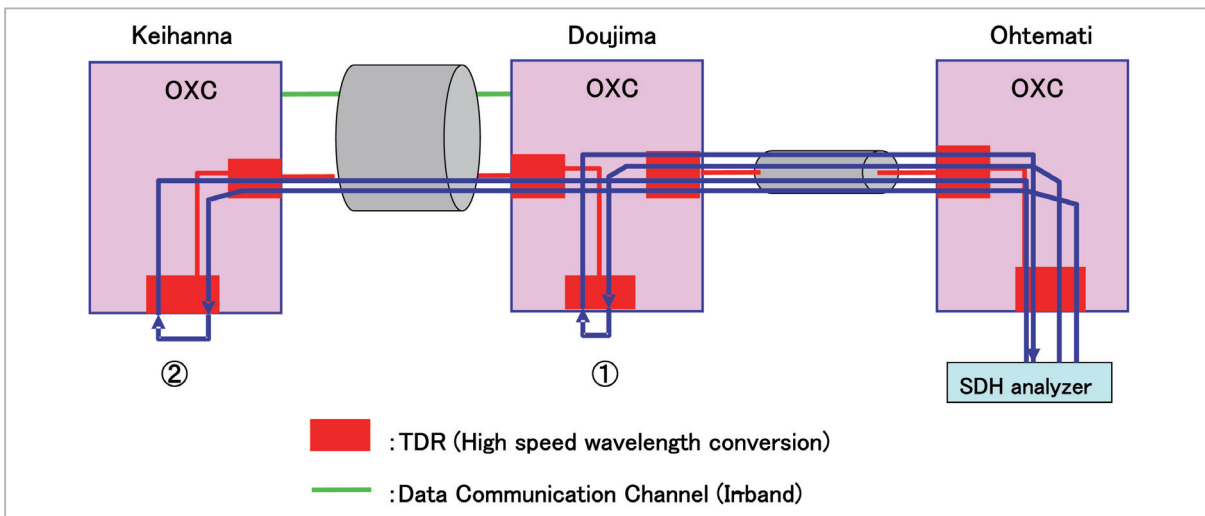 Keihanna
Doujima
Ohtemati
OXC
OXC
OXC
②
①
SDH analyzer
:TDR (High speed wavelength conversion)
:Data Communication Channel (In-band)